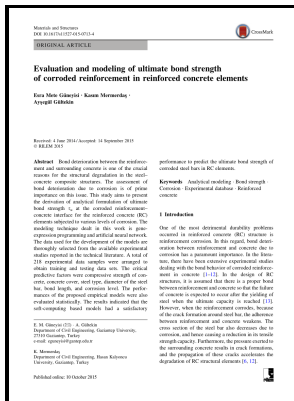 Materials and Structures
DOI 10.1617/s11527-015-0713-4
CrossMark
ORIGINAL ARTICLE
Evaluation and modeling of ultimate bond strength
of corroded reinforcement in reinforced concrete elements
Esra Mete Güneyisi · Kasım Mermerdaş ·
Ayşegül Gültekin
Received: 4 June 2014 / Accepted: 14 September 2015
© RILEM 2015
Abstract Bond deterioration between the reinforce-
ment and surrounding concrete is one of the crucial
reasons for the structural degradation in the steel–
concrete composite structures. The assessment of
bond deterioration due to corrosion is of prime
importance on this issue. This study aims to present
the derivation of analytical formulation of ultimate
bond strength τu at the corroded reinforcement–
concrete interface for the reinforced concrete (RC)
elements subjected to various levels of corrosion. The
modeling technique dealt in this work is gene-
expression programming and artificial neural network.
The data used for the development of the models are
thoroughly selected from the available experimental
studies reported in the technical literature. A total of
218 experimental data samples were arranged to
obtain training and testing data sets. The critical
predictive factors were compressive strength of con-
crete, concrete cover, steel type, diameter of the steel
bar, bond length, and corrosion level. The perfor-
mances of the proposed empirical models were also
evaluated statistically. The results indicated that the
soft-computing based models had a satisfactory
E. M. Güneyisi · A. Gültekin
Department of Civil Engineering, Gaziantep University,
27310 Gaziantep, Turkey
K. Mermerdaş
Department of Civil Engineering, Hasan Kalyoncu
University, Gaziantep, Turkey
Published online: 10 October 2015
performance to predict the ultimate bond strength of
corroded steel bars in RC elements.
Keywords Analytical modeling · Bond strength ·
Corrosion · Experimental database · Reinforced
concrete
1 Introduction
One of the most detrimental durability problems
occurred in reinforced concrete (RC) structure is
reinforcement corrosion. In this regard, bond deteri-
oration between reinforcement and concrete due to
corrosion has a paramount importance. In the litera-
ture, there have been extensive experimental studies
dealing with the bond behavior of corroded reinforce-
ment in concrete [1–12]. In the design of RC
structures, it is assumed that there is a proper bond
between reinforcement and concrete so that the failure
of concrete is expected to occur after the yielding of
steel when the ultimate capacity is reached [13].
However, when the reinforcement corrodes, because
of the crack formation around steel bar, the adherence
between reinforcement and concrete weakens. The
cross section of the steel bar also decreases due to
corrosion, and hence causing a reduction in its tensile
strength capacity. Furthermore, the pressure exerted to
the surrounding concrete results in crack formations,
and the propagation of these cracks accelerates the
degradation of RC structural elements [6, 12].